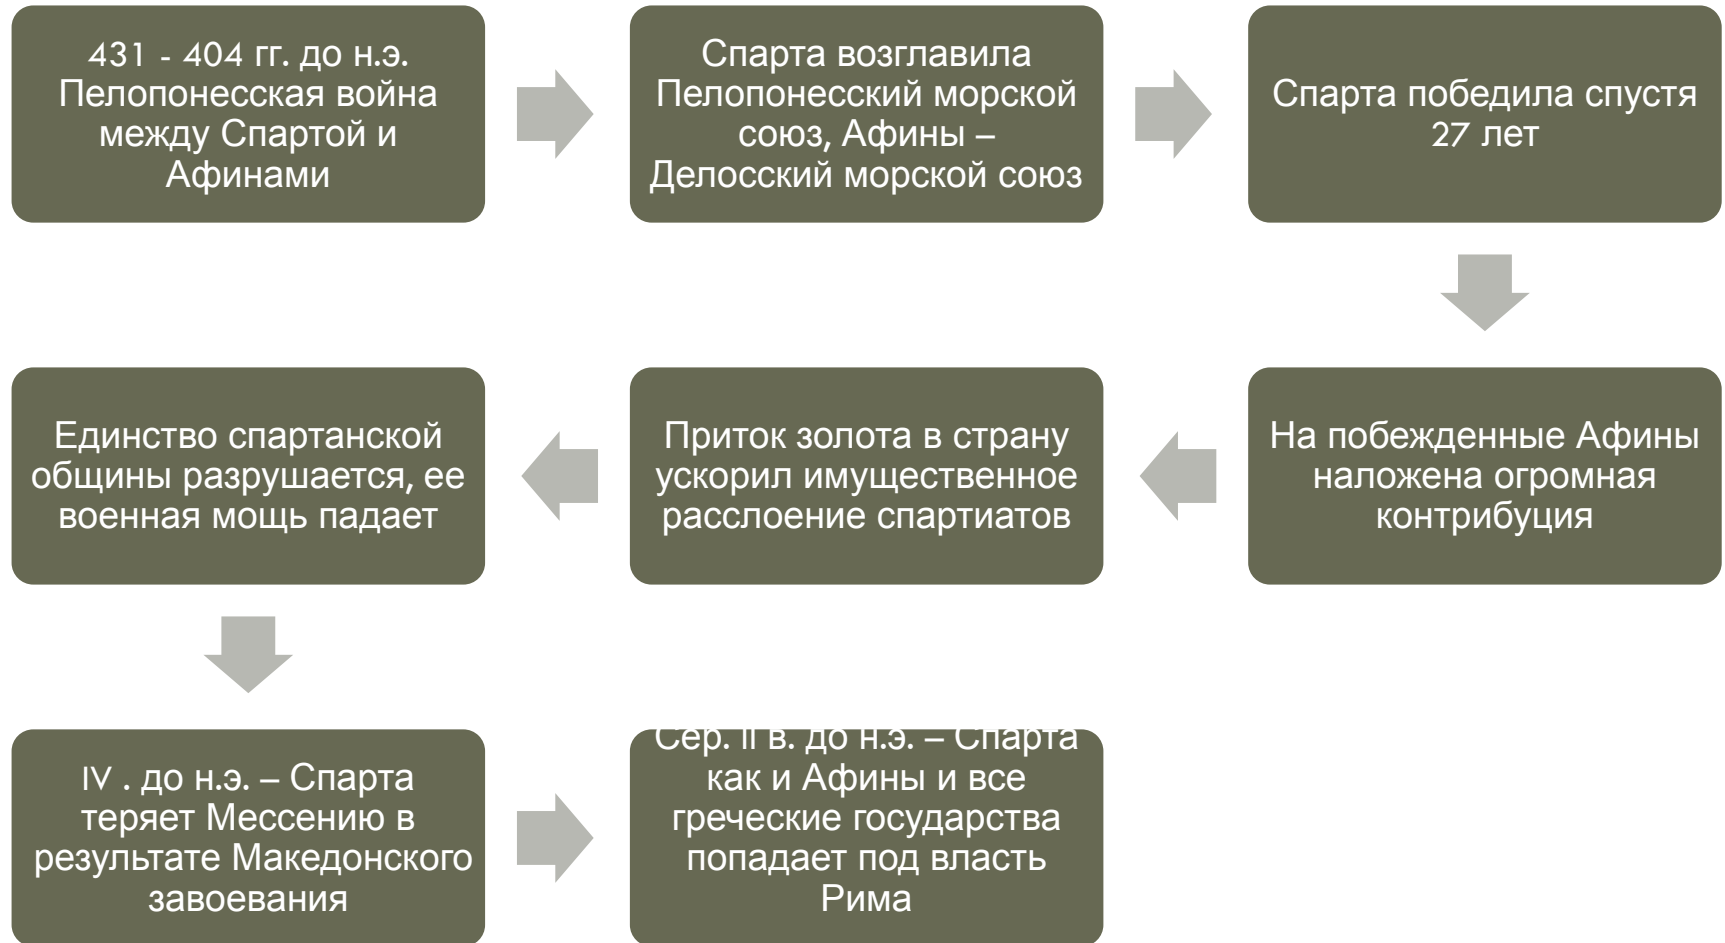 431 - 404 гг. до н.э.
Пелопонесская война
между Спартой и
Афинами
Спарта возглавила
Пелопонесский морской
союз, Афины –
Делосский морской союз
Спарта победила спустя
27 лет
На побежденные Афины
наложена огромная
контрибуция
Приток золота в страну
ускорил имущественное
расслоение спартиатов
Единство спартанской
общины разрушается, ее
военная мощь падает
IV . до н.э. – Спарта
теряет Мессению в
результате Македонского
завоевания
Сер. II в. до н.э. – Спарта
как и Афины и все
греческие государства
попадает под власть
Рима